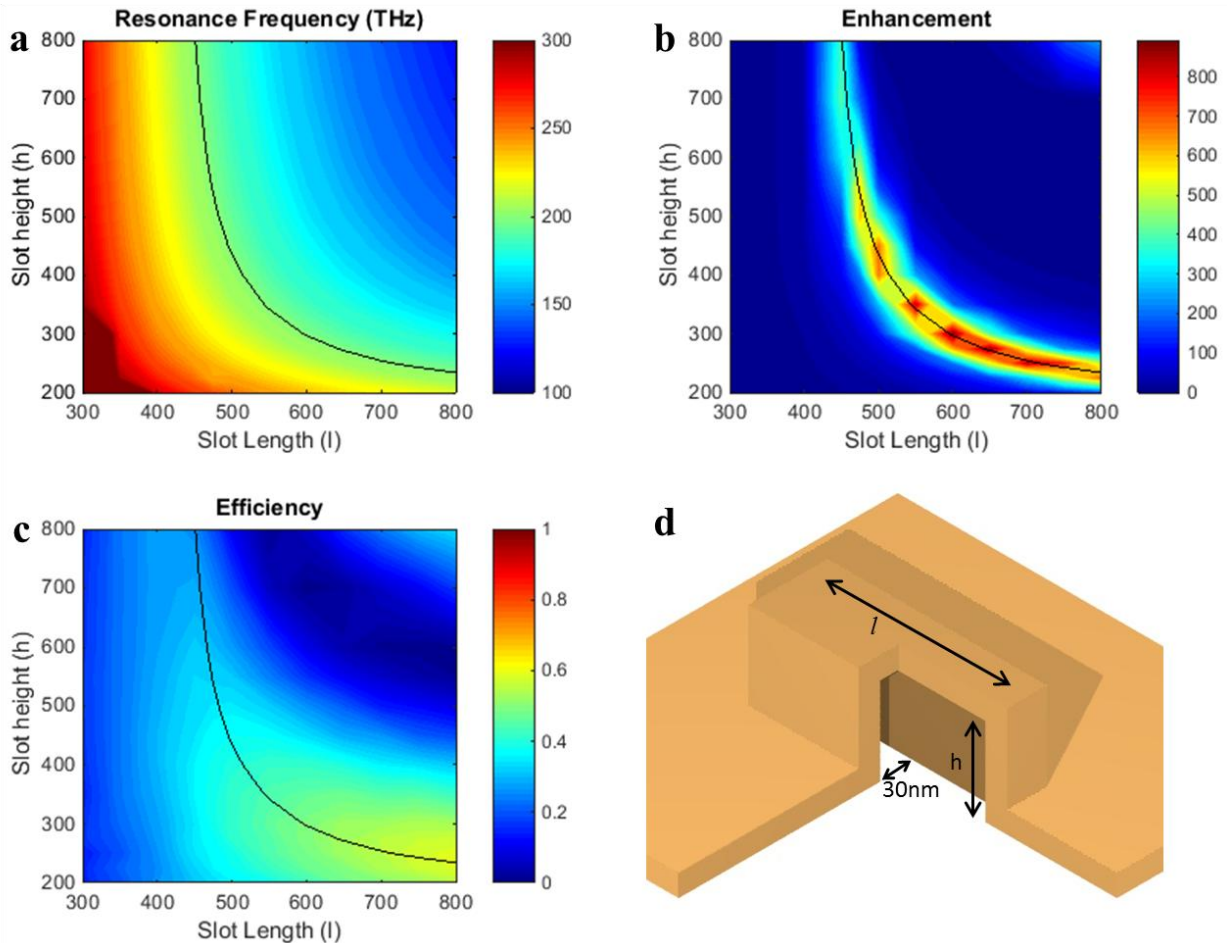 a
Resonance Frequency (THz)
800
700
600
500
400
300
200
Slot height (h)
300 400 500 600 700 800
Slot Length (l)
300
250
200
150
100
b
Enhancement
800
700
600
500
400
300
200
Slot height (h)
300 400 500 600 700 800
Slot Length (l)
800
700
600
500
400
300
200
100
0
c
Efficiency
800
700
600
500
400
300
200
Slot height (h)
300 400 500 600 700 800
Slot Length (l)
1
0.8
0.6
0.4
0.2
0
d
l
h
30nm